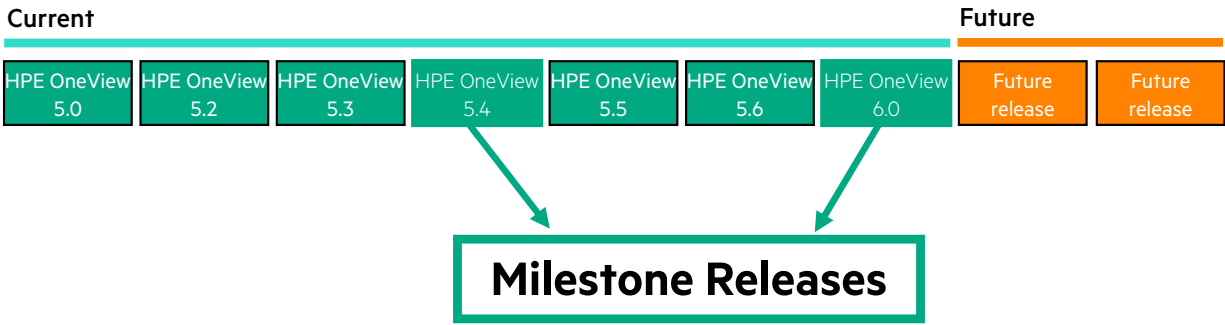 Current
Future
HPE OneView
5.0
HPE OneView
5.2
HPE OneView
5.3
HPE OneView
5.4
HPE OneView
5.5
HPE OneView
5.6
HPE OneView
6.0
Future
release
Future
release
Milestone Releases